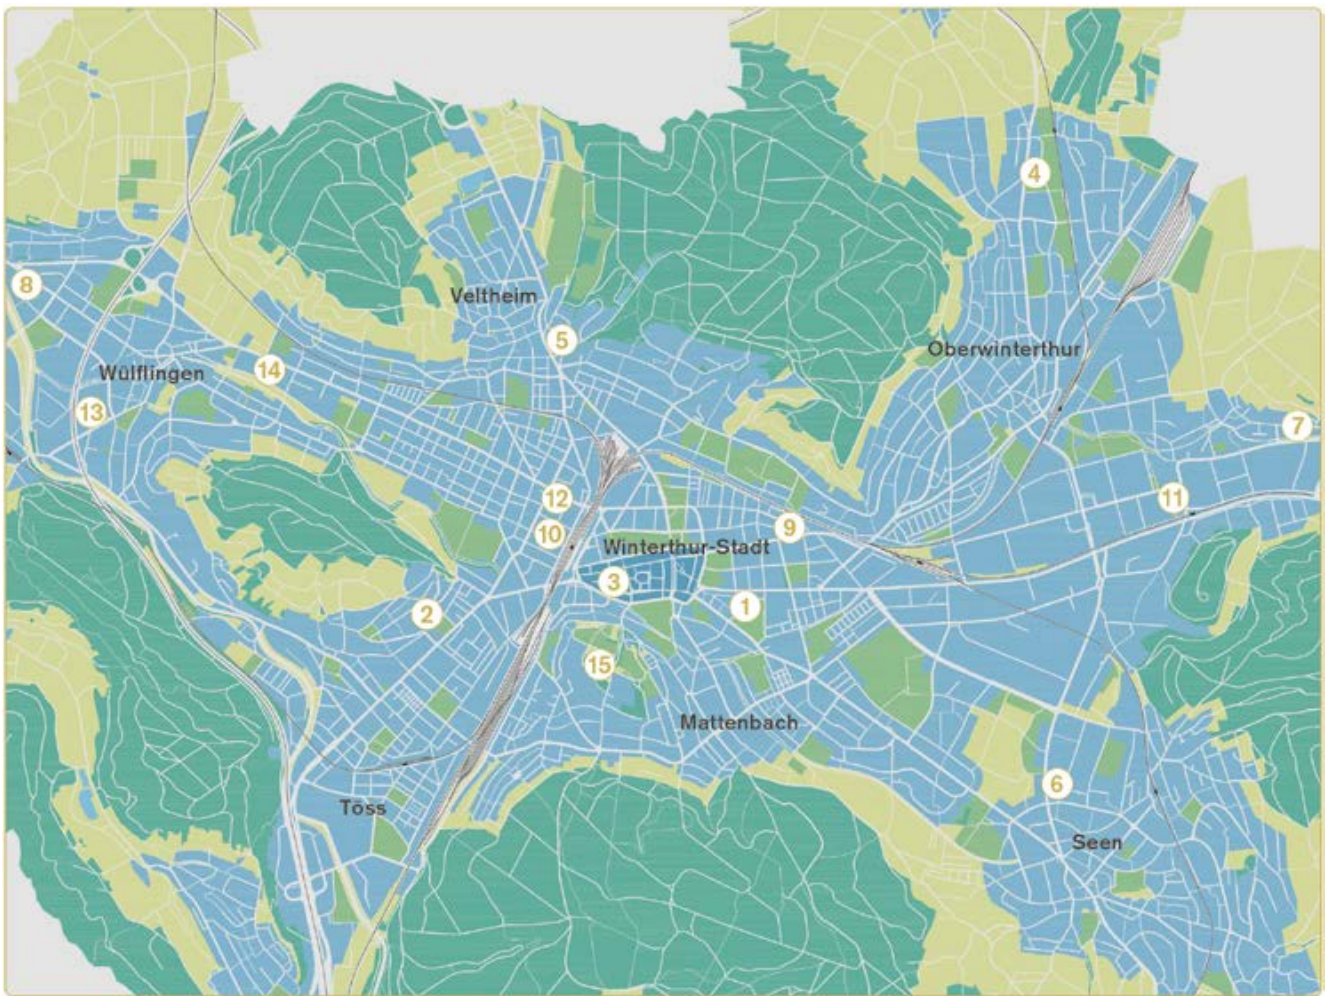 4
8
Veltheim
5
Oberwinterthur
14
Wülflingen
13
7
12
11
9
10
Winterthur-Stadt
3
1
2
15
Mattenbach
6
Töss
Seen